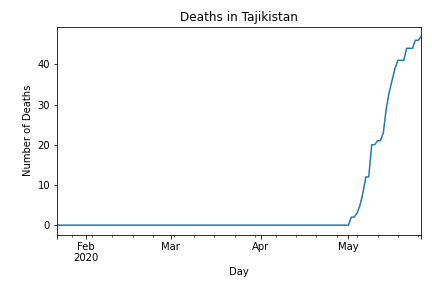 Deaths in Tajikistan
Number of Deaths
40
30
20
10
0
Feb
2020
Mar
Apr
May
Day